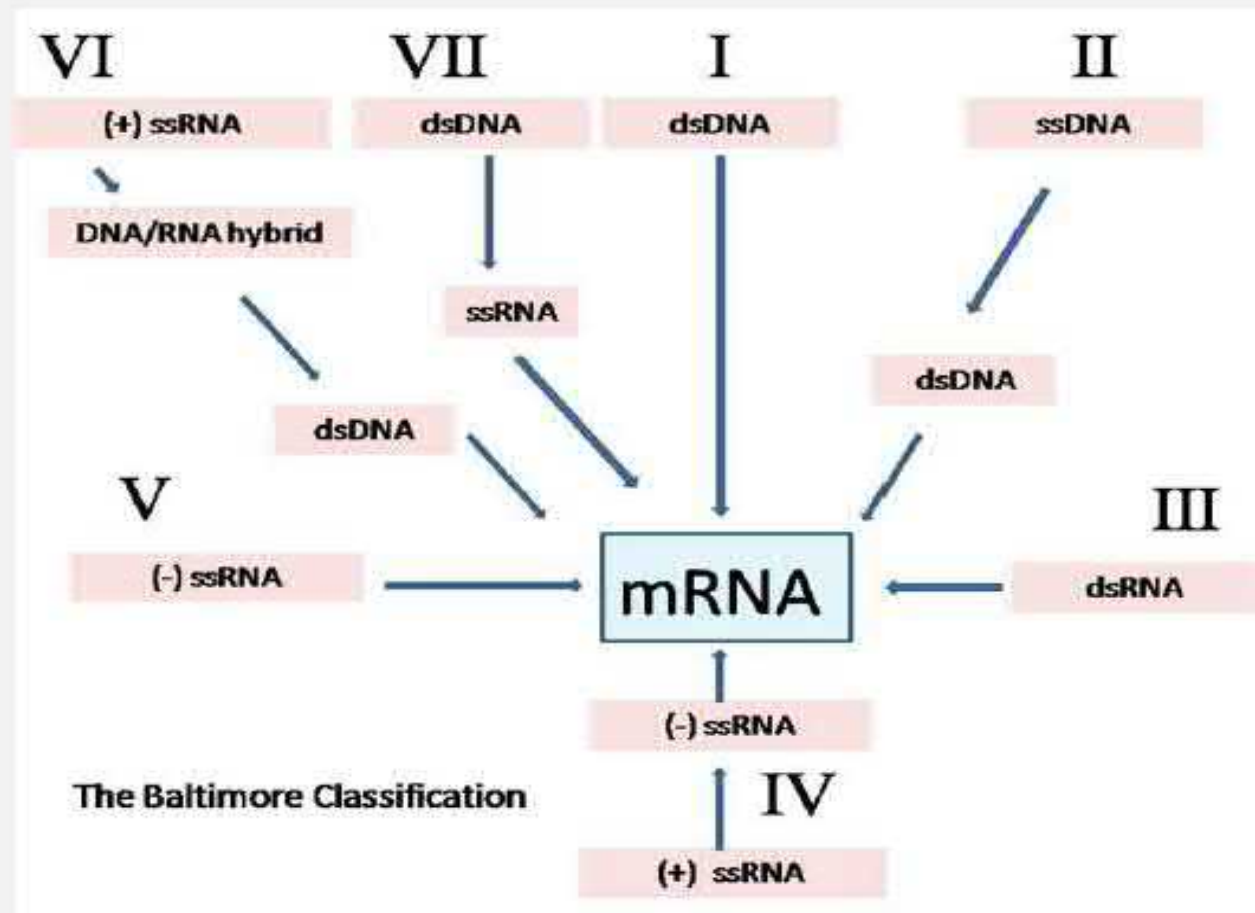 VI
VII
I
II
(+) ssRNA
dsDNA
dsDNA
ssDNA
DNA/RNA hybrid
ssRNA
dsDNA
dsDNA
V
III
(-) ssRNA
mRNA
dsRNA
(-) ssRNA
The Baltimore Classification
IV
(+) ssRNA